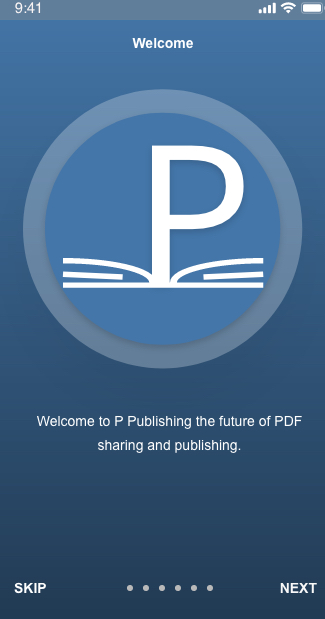 9:41
Welcome
P
Welcome to P Publishing the future of PDF
sharing and publishing.
SKIP
NEXT